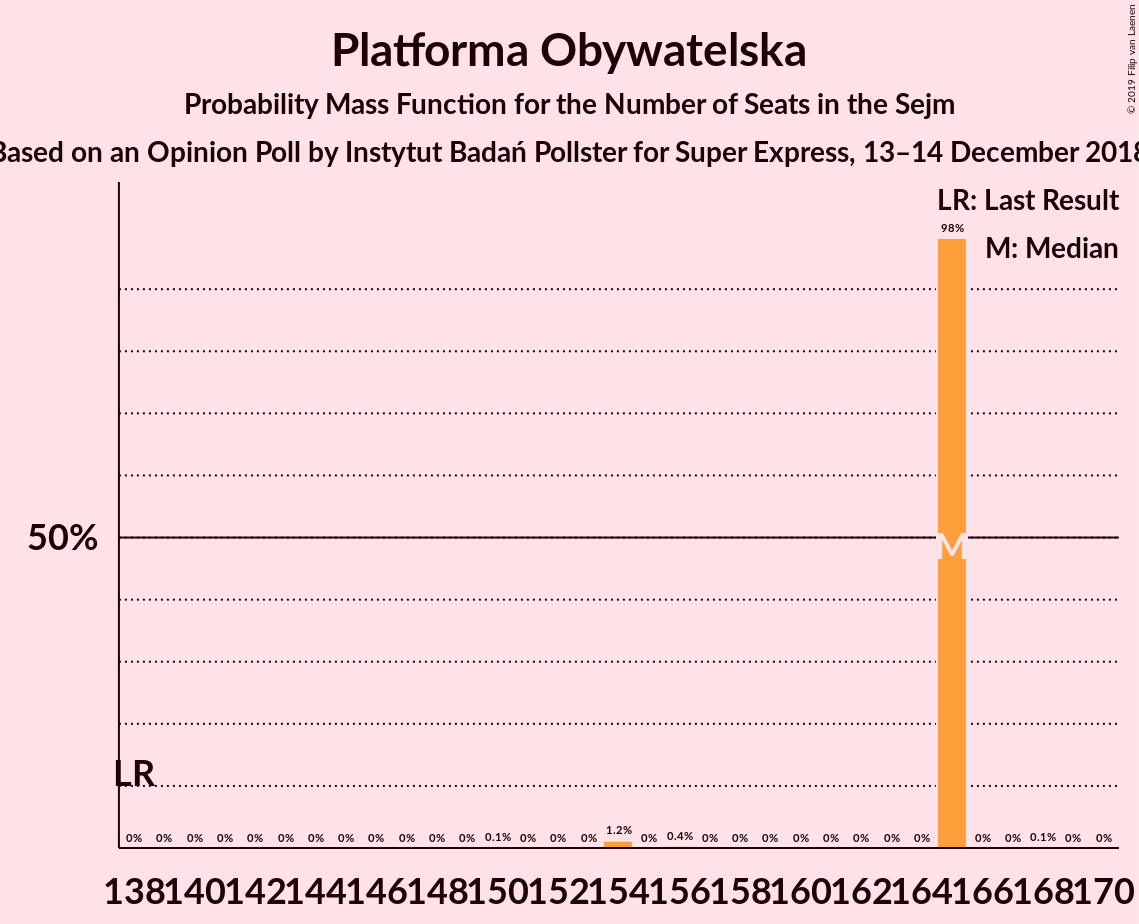 Platforma Obywatelska
Probability Mass Function for the Number of Seats in the Sejm
Based on an Opinion Poll by Instytut Badań Pollster for Super Express, 13–14 December 2018
© 2019 Filip van Laenen
LR: Last Result
M: Median
98%
50%
M
LR
0% 0% 0% 0% 0% 0% 0% 0% 0% 0% 0% 0% 0.1% 0% 0% 0% 1.2% 0% 0.4% 0% 0% 0% 0% 0% 0% 0% 0% 0% 0% 0.1% 0% 0%
138 140 142 144 146 148 150 152 154 156 158 160 162 164 166 168 170